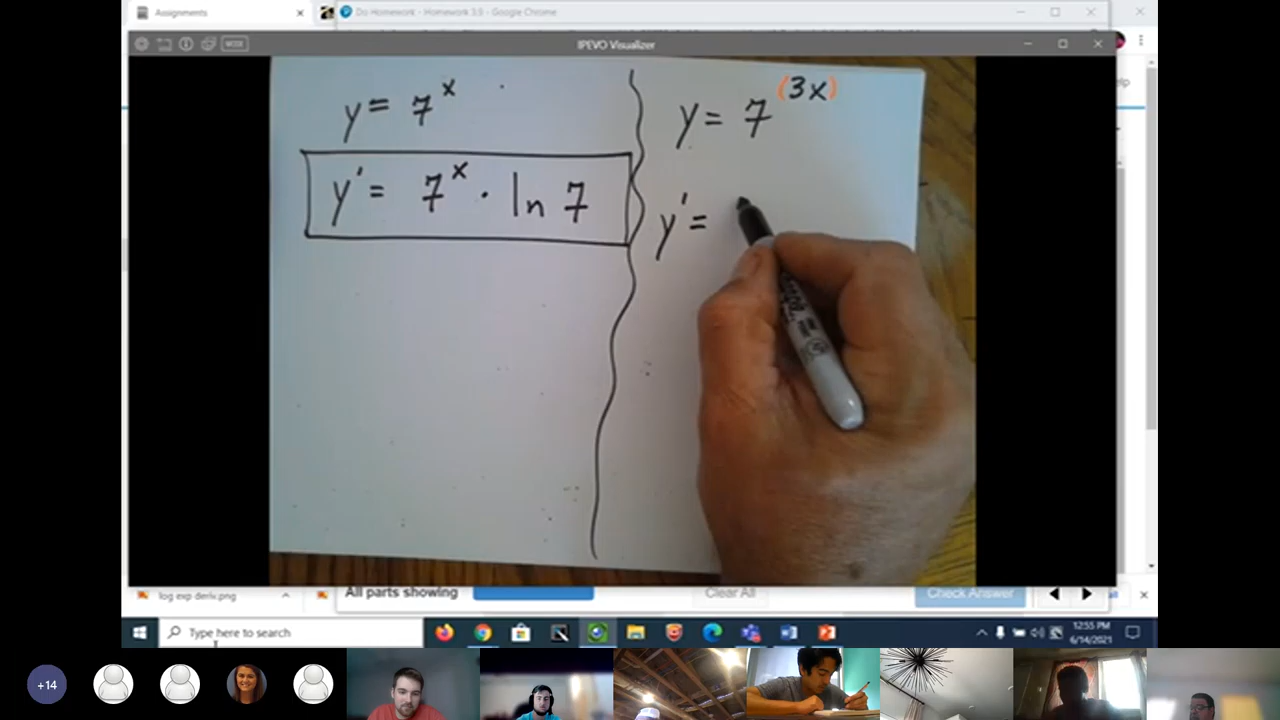 Assignments
Do Homework - Homework 3.9 - Google Chrome
MODE
IPEVO Visualizer
y = 7^x
y' = 7^x · ln 7
y = 7^(3x)
y' =
log exp deriv.png
All parts showing
Clear All
Check Answer
Type here to search
12:55 PM
6/14/2021
+14